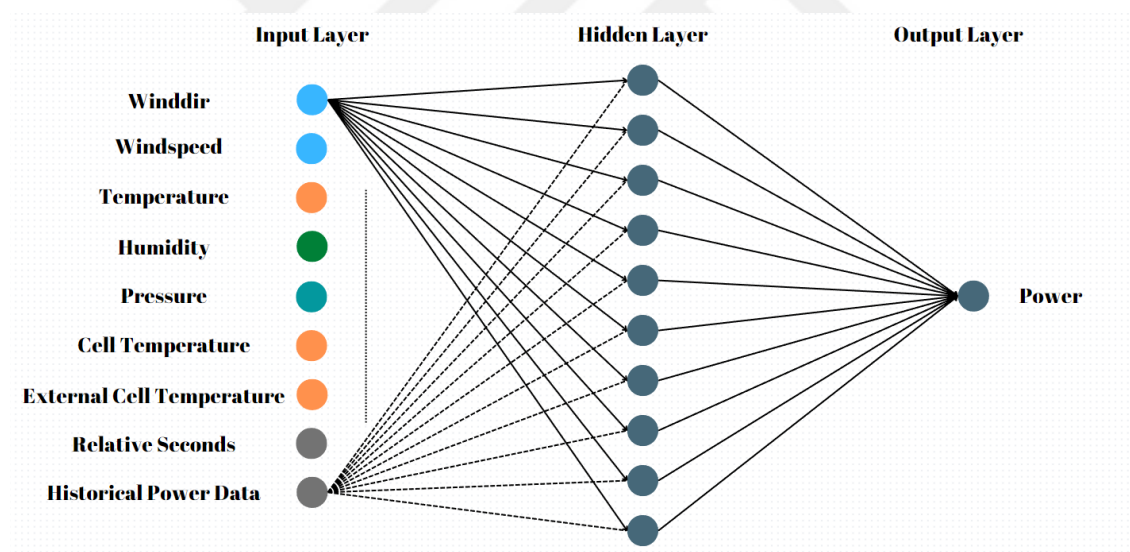 Input Layer
Hidden Layer
Output Layer
Winddir
Windspeed
Temperature
Humidity
Pressure
Cell Temperature
External Cell Temperature
Relative Seconds
Historical Power Data
Power